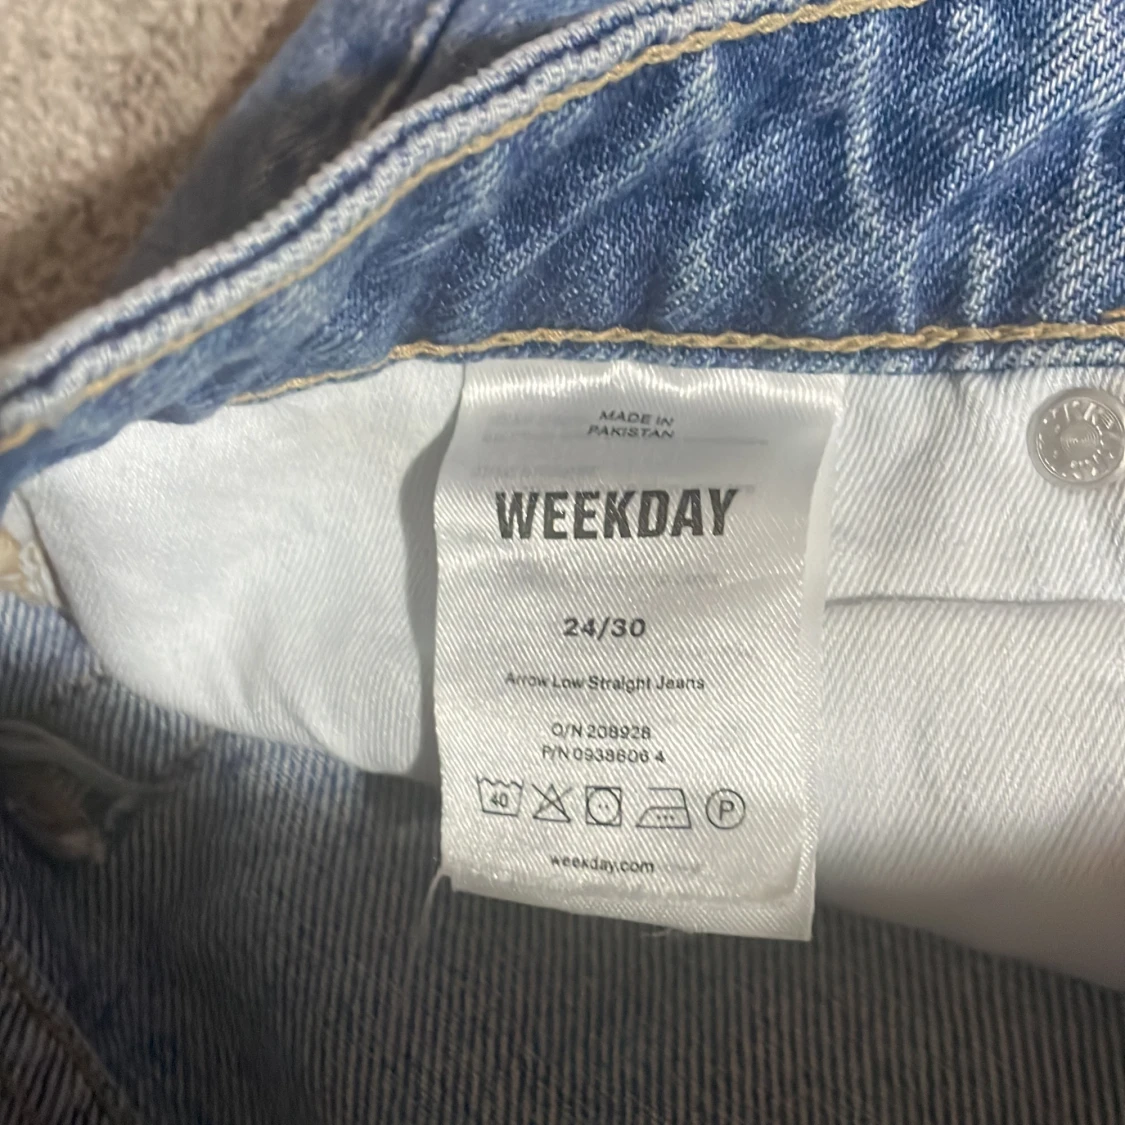 MADE IN
PAKISTAN
WEEKDAY
24/30
Arrow Low Straight Jeans
O/N 208928
P/N 0938606 4
40
P
weekday.com